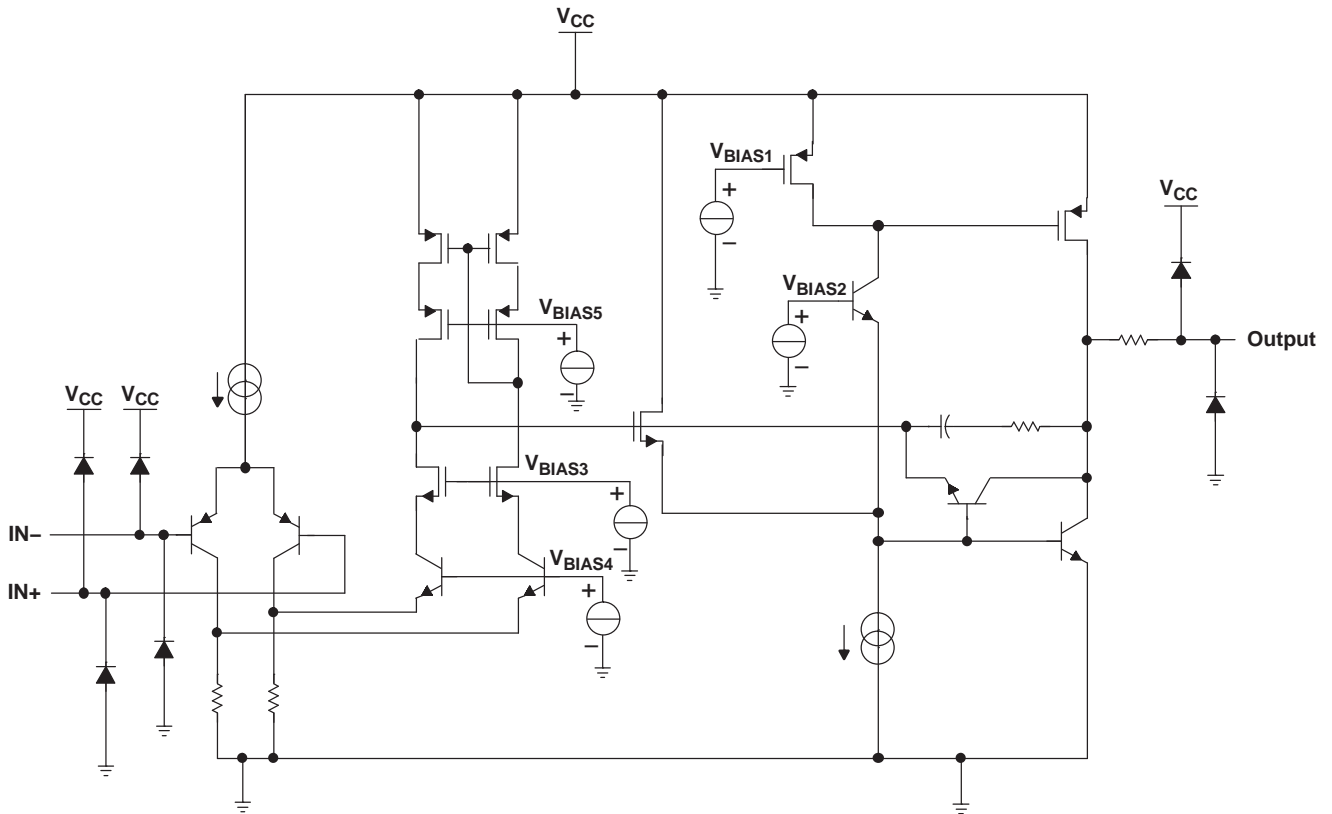 VCC
VBIAS1
VCC
VBIAS2
+
−
VBIAS5
+
−
+
−
Output
VCC
VCC
VBIAS3
+
−
IN−
VBIAS4
+
−
IN+